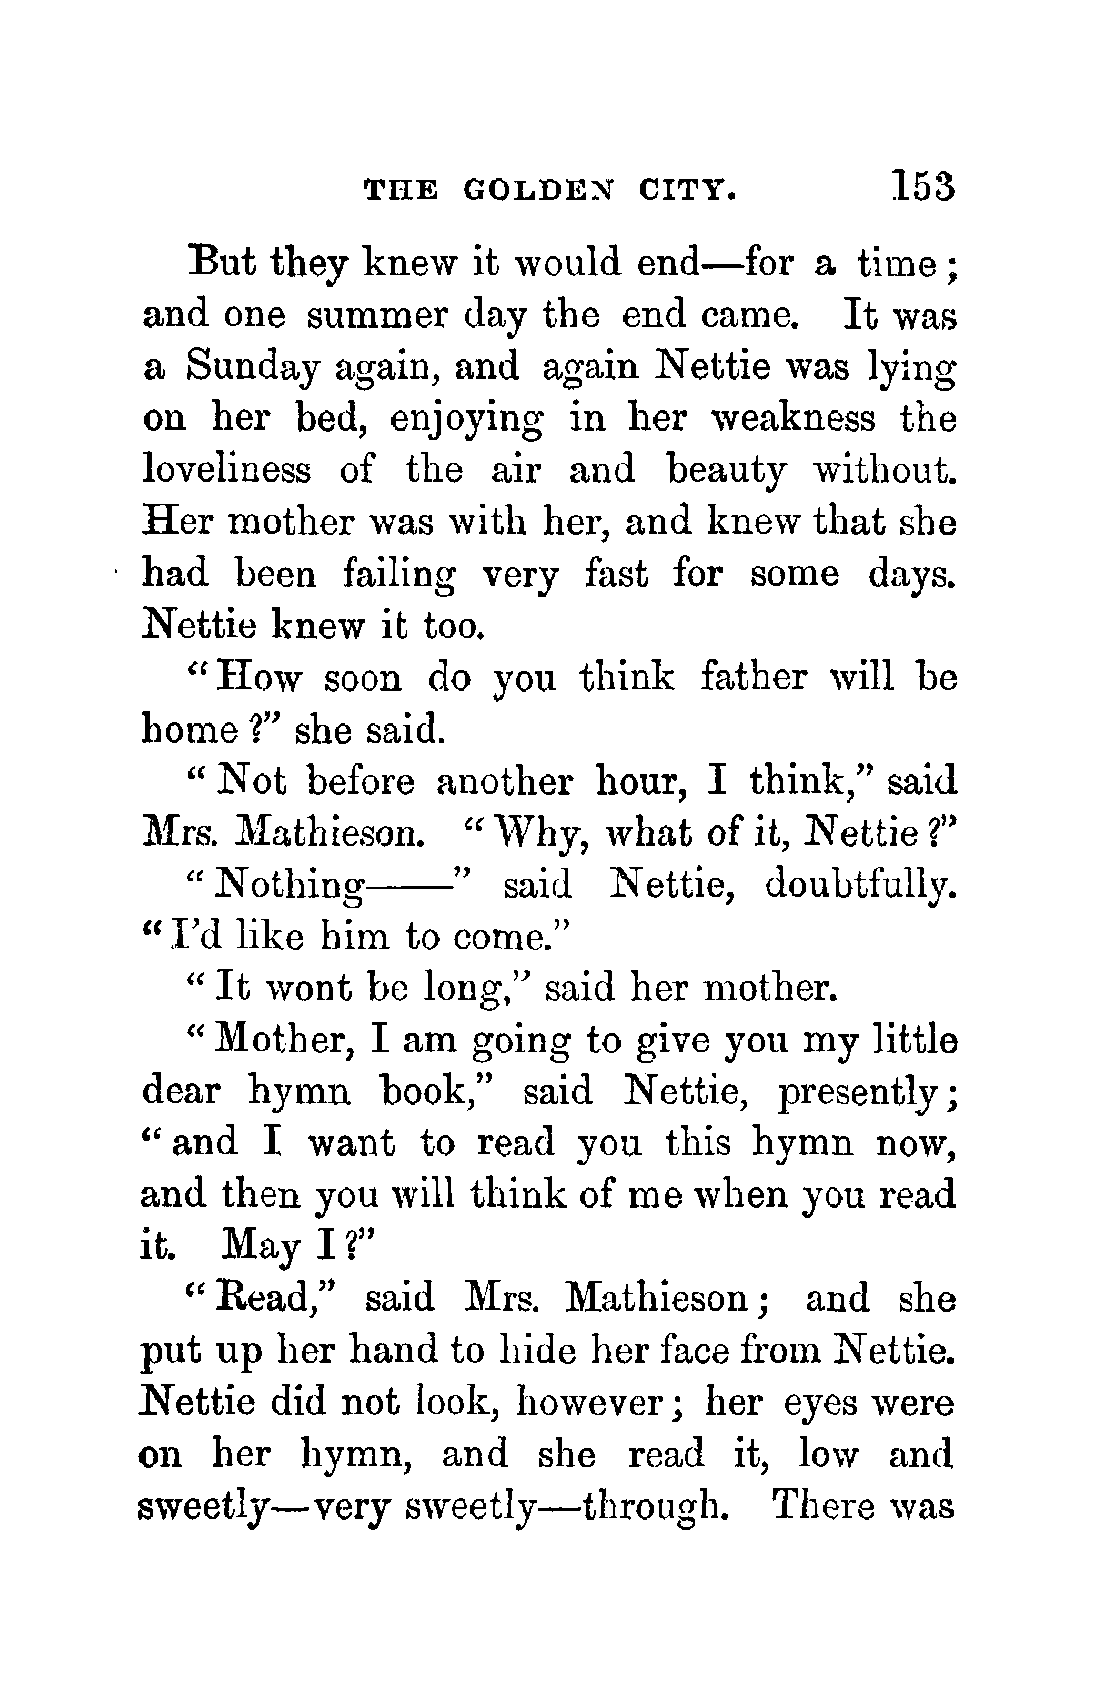 THE GOLDEN CITY. 153
But they knew it would end—for a time;
and one summer day the end came. It was
a Sunday again, and again Nettie was lying
on her bed, enjoying in her weakness the
loveliness of the air and beauty without.
Her mother was with her, and knew that she
had been failing very fast for some days.
Nettie knew it too.
“How soon do you think father will be
home?” she said.
“Not before another hour, I think,” said
Mrs. Mathieson. “Why, what of it, Nettie?”
“Nothing——” said Nettie, doubtfully.
“I’d like him to come.”
“It wont be long,” said her mother.
“Mother, I am going to give you my little
dear hymn book,” said Nettie, presently;
“and I want to read you this hymn now,
and then you will think of me when you read
it. May I?”
“Read,” said Mrs. Mathieson; and she
put up her hand to hide her face from Nettie.
Nettie did not look, however; her eyes were
on her hymn, and she read it, low and
sweetly—very sweetly—through. There was